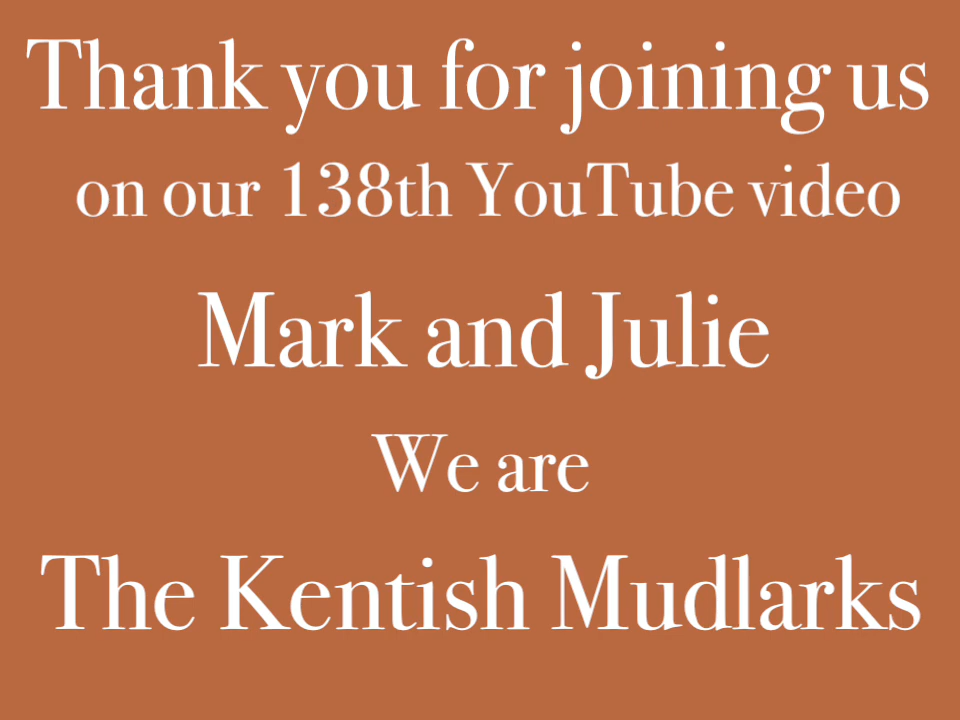 Thank you for joining us
on our 138th YouTube video
Mark and Julie
We are
The Kentish Mudlarks